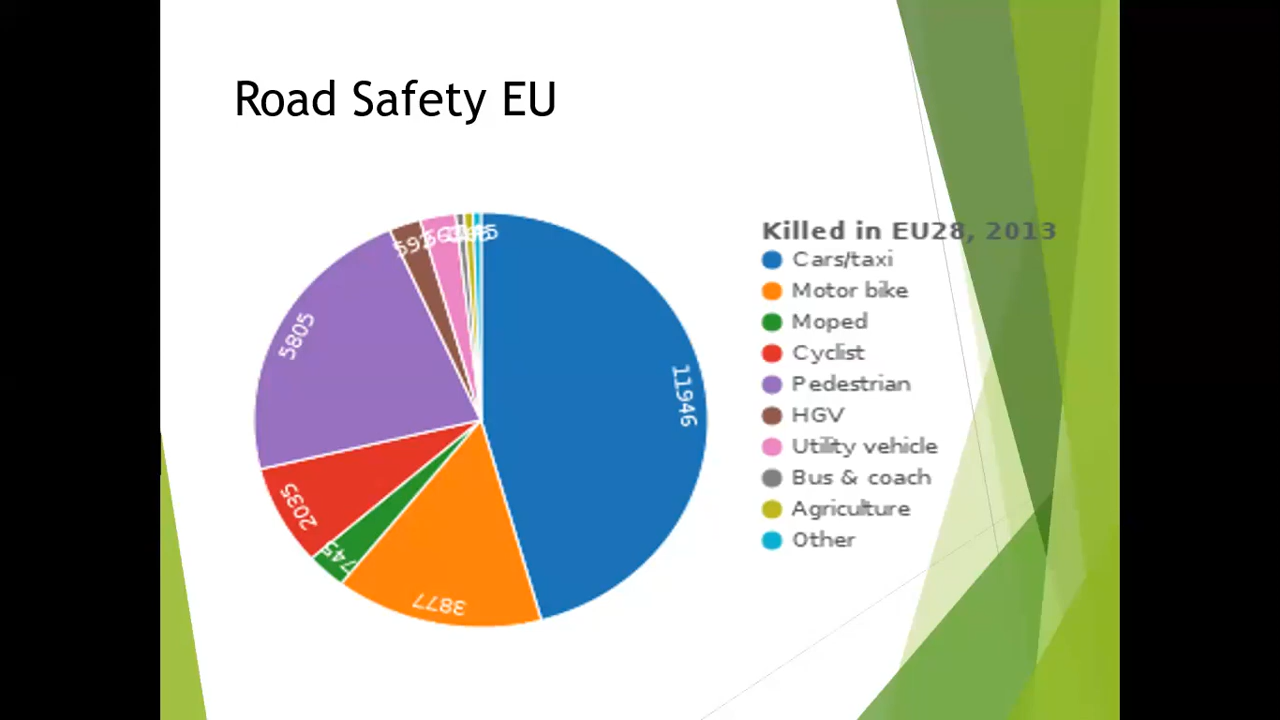 Road Safety EU
Killed in EU28, 2013
Cars/taxi
Motor bike
Moped
Cyclist
Pedestrian
HGV
Utility vehicle
Bus & coach
Agriculture
Other
11946
3877
745
2035
5805